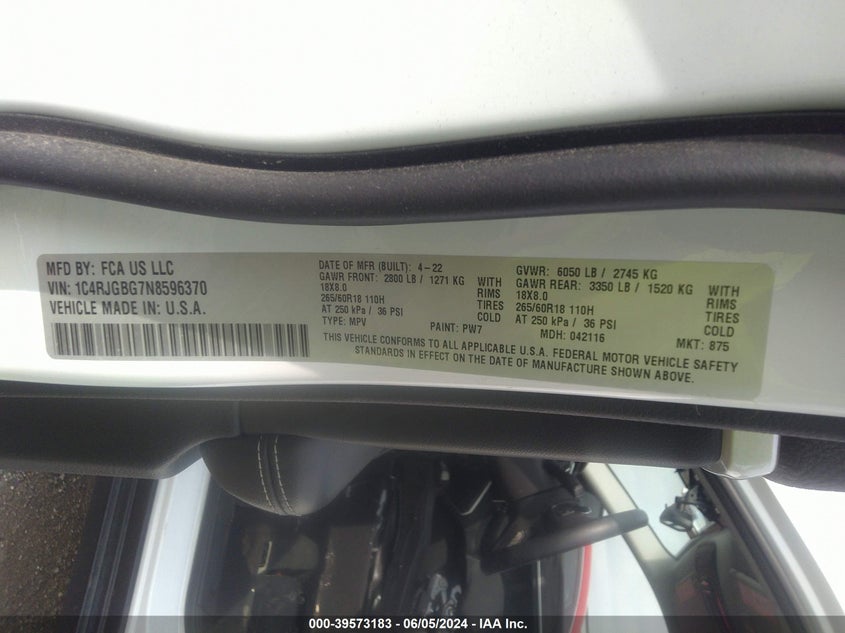 MFD BY: FCA US LLC
VIN: 1C4RJGBG7N8596370
VEHICLE MADE IN: U.S.A.
DATE OF MFR (BUILT): 4-22
GAWR FRONT: 2800 LB / 1271 KG WITH
18X8.0 RIMS
265/60R18 110H TIRES
AT 250 kPa / 36 PSI COLD
TYPE: MPV PAINT: PW7
GVWR: 6050 LB / 2745 KG
GAWR REAR: 3350 LB / 1520 KG WITH
18X8.0 RIMS
265/60R18 110H TIRES
AT 250 kPa / 36 PSI COLD
MDH: 042116 MKT: 875
THIS VEHICLE CONFORMS TO ALL APPLICABLE U.S.A. FEDERAL MOTOR VEHICLE SAFETY
STANDARDS IN EFFECT ON THE DATE OF MANUFACTURE SHOWN ABOVE.
000-39573183 - 06/05/2024 - IAA Inc.